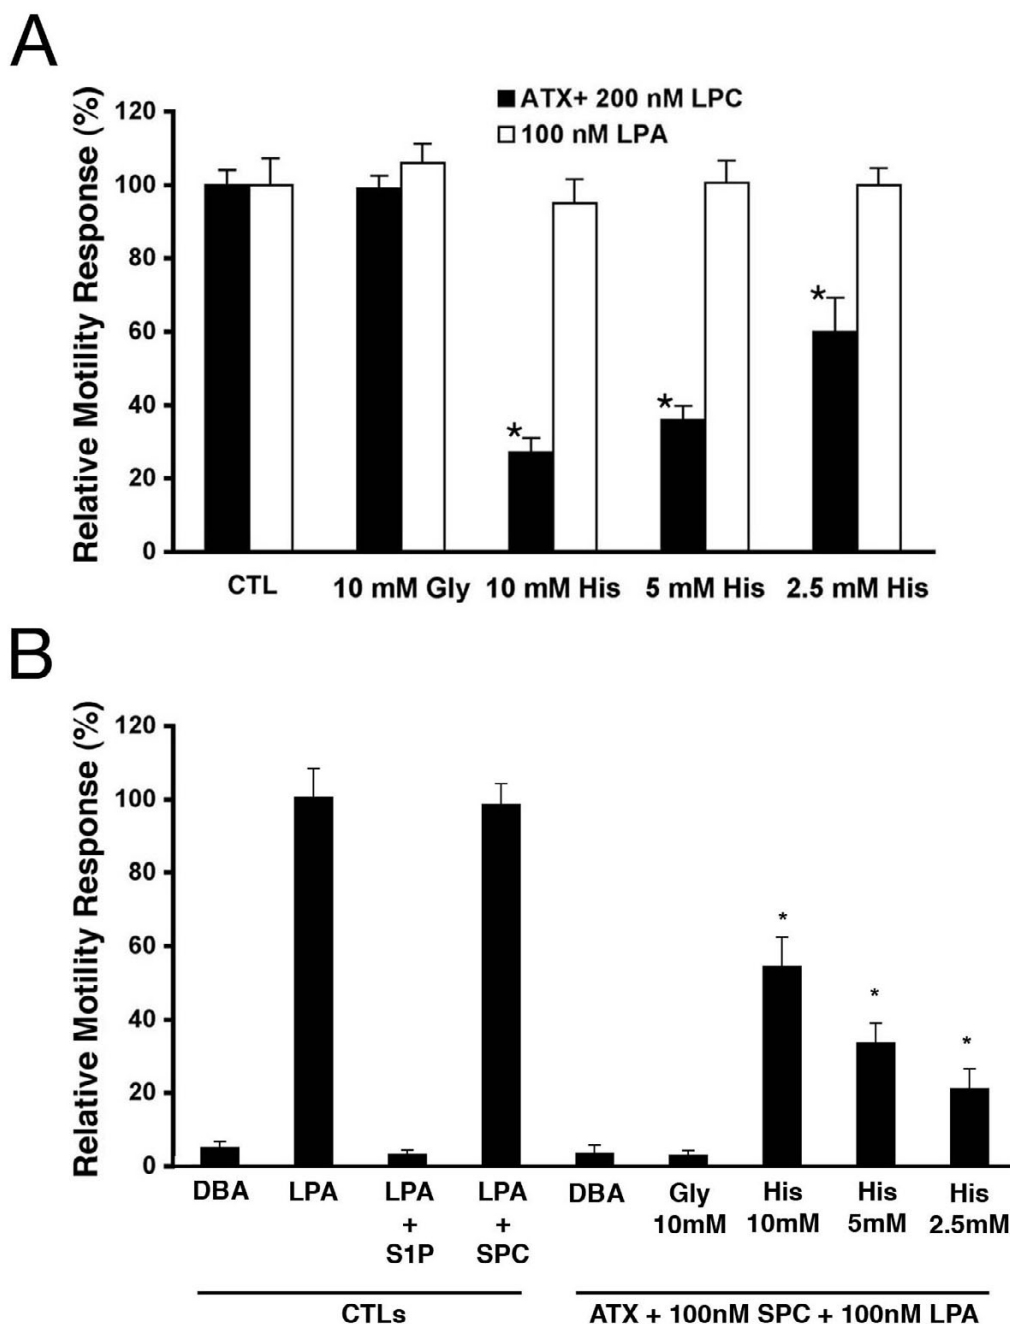 A
ATX+ 200 nM LPC
100 nM LPA
Relative Motility Response (%)
120
100
80
60
40
20
0
*
*
*
CTL 10 mM Gly 10 mM His 5 mM His 2.5 mM His
B
Relative Motility Response (%)
120
100
80
60
40
20
0
*
*
*
DBA LPA LPA LPA DBA Gly His His His
+ + 10mM 10mM 5mM 2.5mM
S1P SPC
CTLs ATX + 100nM SPC + 100nM LPA